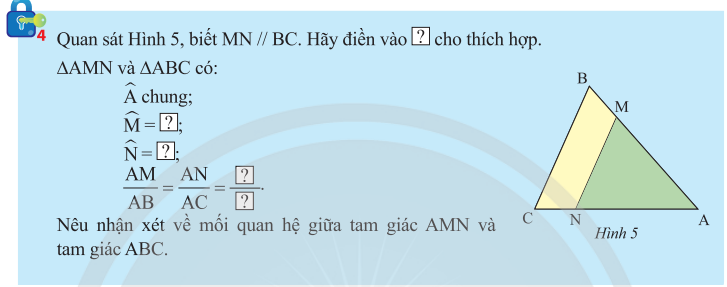 4 Quan sát Hình 5, biết MN // BC. Hãy điền vào ? cho thích hợp.
ΔAMN và ΔABC có:
Â chung;
M̂ = ?;
N̂ = ?;
AM/AB = AN/AC = ?/?.
Nêu nhận xét về mối quan hệ giữa tam giác AMN và
tam giác ABC.
B
M
C
N
A
Hình 5